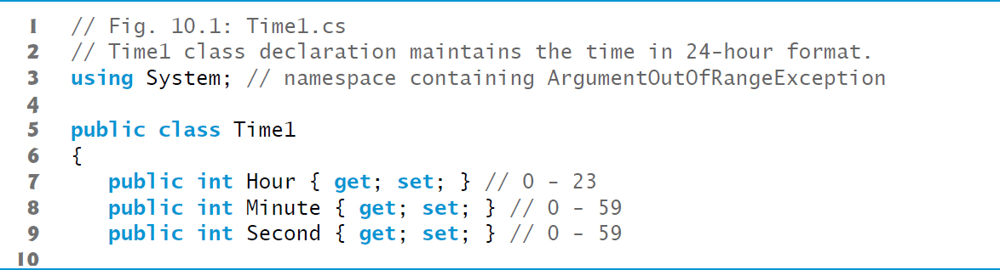 1 // Fig. 10.1: Time1.cs
2 // Time1 class declaration maintains the time in 24-hour format.
3 using System; // namespace containing ArgumentOutOfRangeException
4
5 public class Time1
6 {
7 public int Hour { get; set; } // 0 - 23
8 public int Minute { get; set; } // 0 - 59
9 public int Second { get; set; } // 0 - 59
10